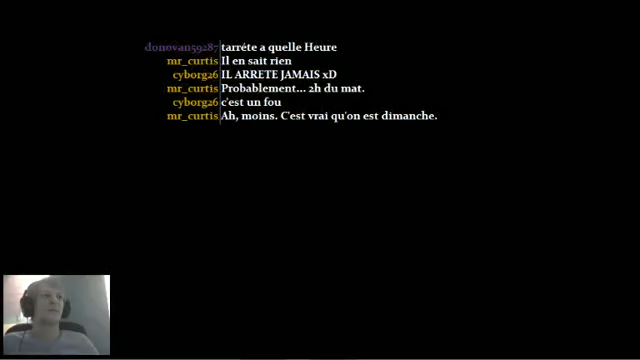 donovan59287 tarréte a quelle Heure
mr_curtis Il en sait rien
cyborg26 IL ARRETE JAMAIS xD
mr_curtis Probablement... 2h du mat.
cyborg26 c'est un fou
mr_curtis Ah, moins. C'est vrai qu'on est dimanche.